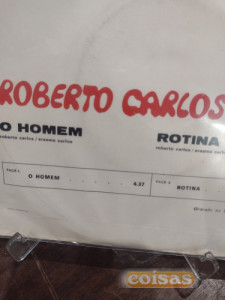 ROBERTO CARLOS
O HOMEM
roberto carlos / erasmo carlos
ROTINA
roberto carlos / erasmo carlos
FACE 1 O HOMEM . . . . . 4.37
FACE 2 ROTINA . .
coisas